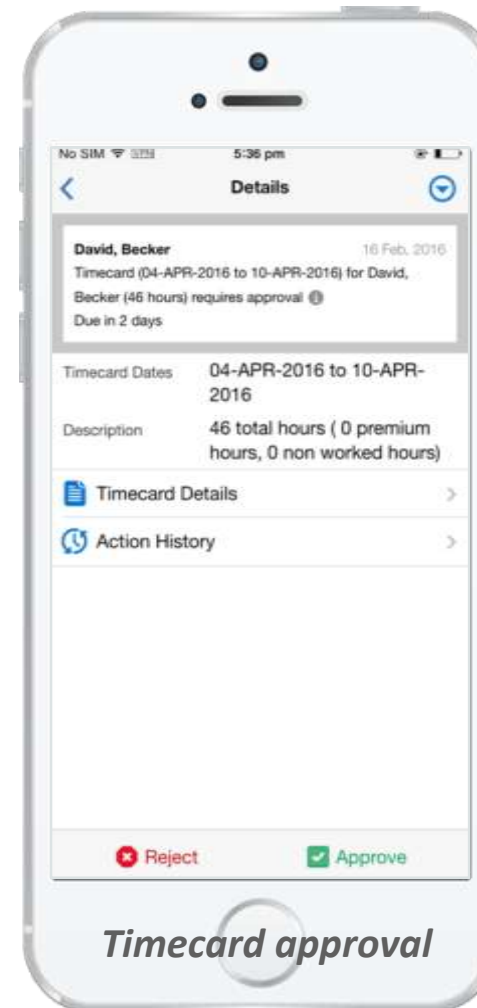 No SIM 5:36 pm
Details
David, Becker 16 Feb, 2016
Timecard (04-APR-2016 to 10-APR-2016) for David,
Becker (46 hours) requires approval
Due in 2 days
Timecard Dates 04-APR-2016 to 10-APR-
2016
Description 46 total hours ( 0 premium
hours, 0 non worked hours)
Timecard Details
Action History
Reject Approve
Timecard approval